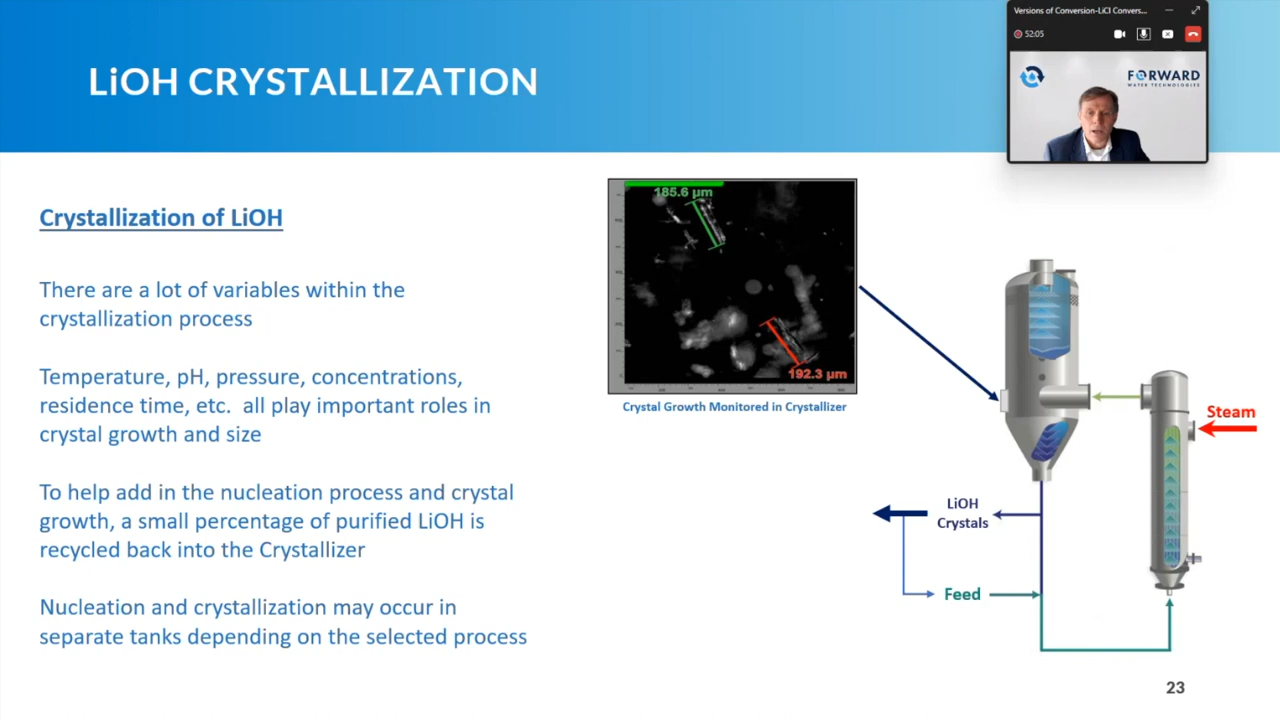 LiOH CRYSTALLIZATION
Versions of Conversion-LiCl Convers...
52:05
FORWARD
WATER TECHNOLOGIES
Crystallization of LiOH
There are a lot of variables within the
crystallization process
Temperature, pH, pressure, concentrations,
residence time, etc. all play important roles in
crystal growth and size
To help add in the nucleation process and crystal
growth, a small percentage of purified LiOH is
recycled back into the Crystallizer
Nucleation and crystallization may occur in
separate tanks depending on the selected process
185.6 µm
192.3 µm
Crystal Growth Monitored in Crystallizer
Steam
LiOH
Crystals
Feed
23